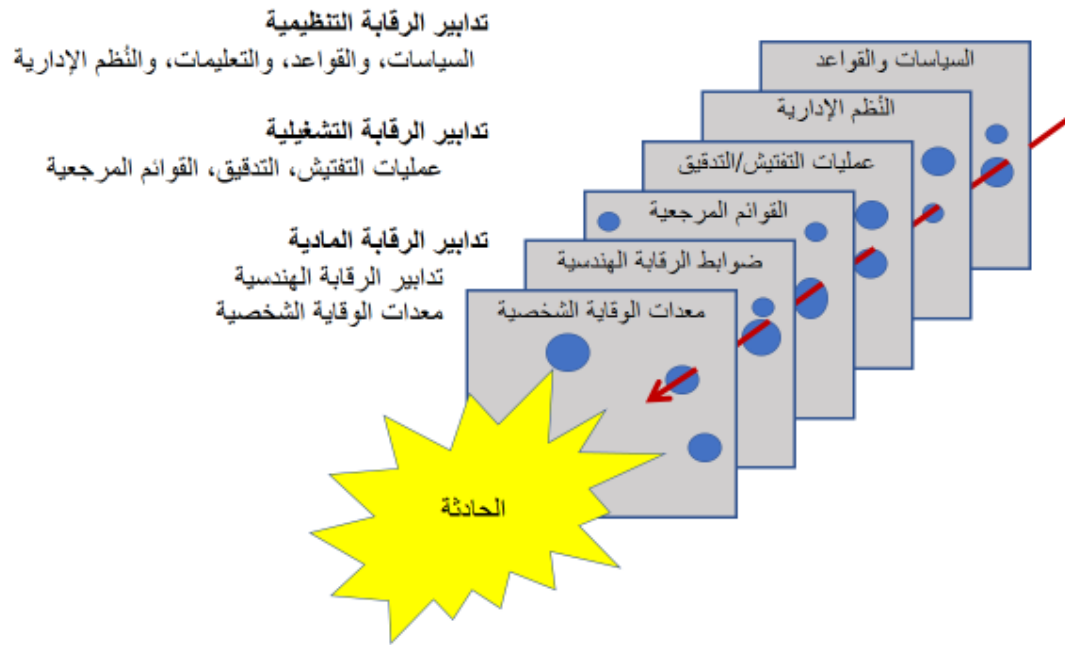 تدابير الرقابة التنظيمية
السياسات، والقواعد، والتعليمات، والنُظم الإدارية
تدابير الرقابة التشغيلية
عمليات التفتيش، التدقيق، القوائم المرجعية
تدابير الرقابة المادية
تدابير الرقابة الهندسية
معدات الوقاية الشخصية
السياسات والقواعد
النُظم الإدارية
عمليات التفتيش/التدقيق
القوائم المرجعية
ضوابط الرقابة الهندسية
معدات الوقاية الشخصية
الحادثة